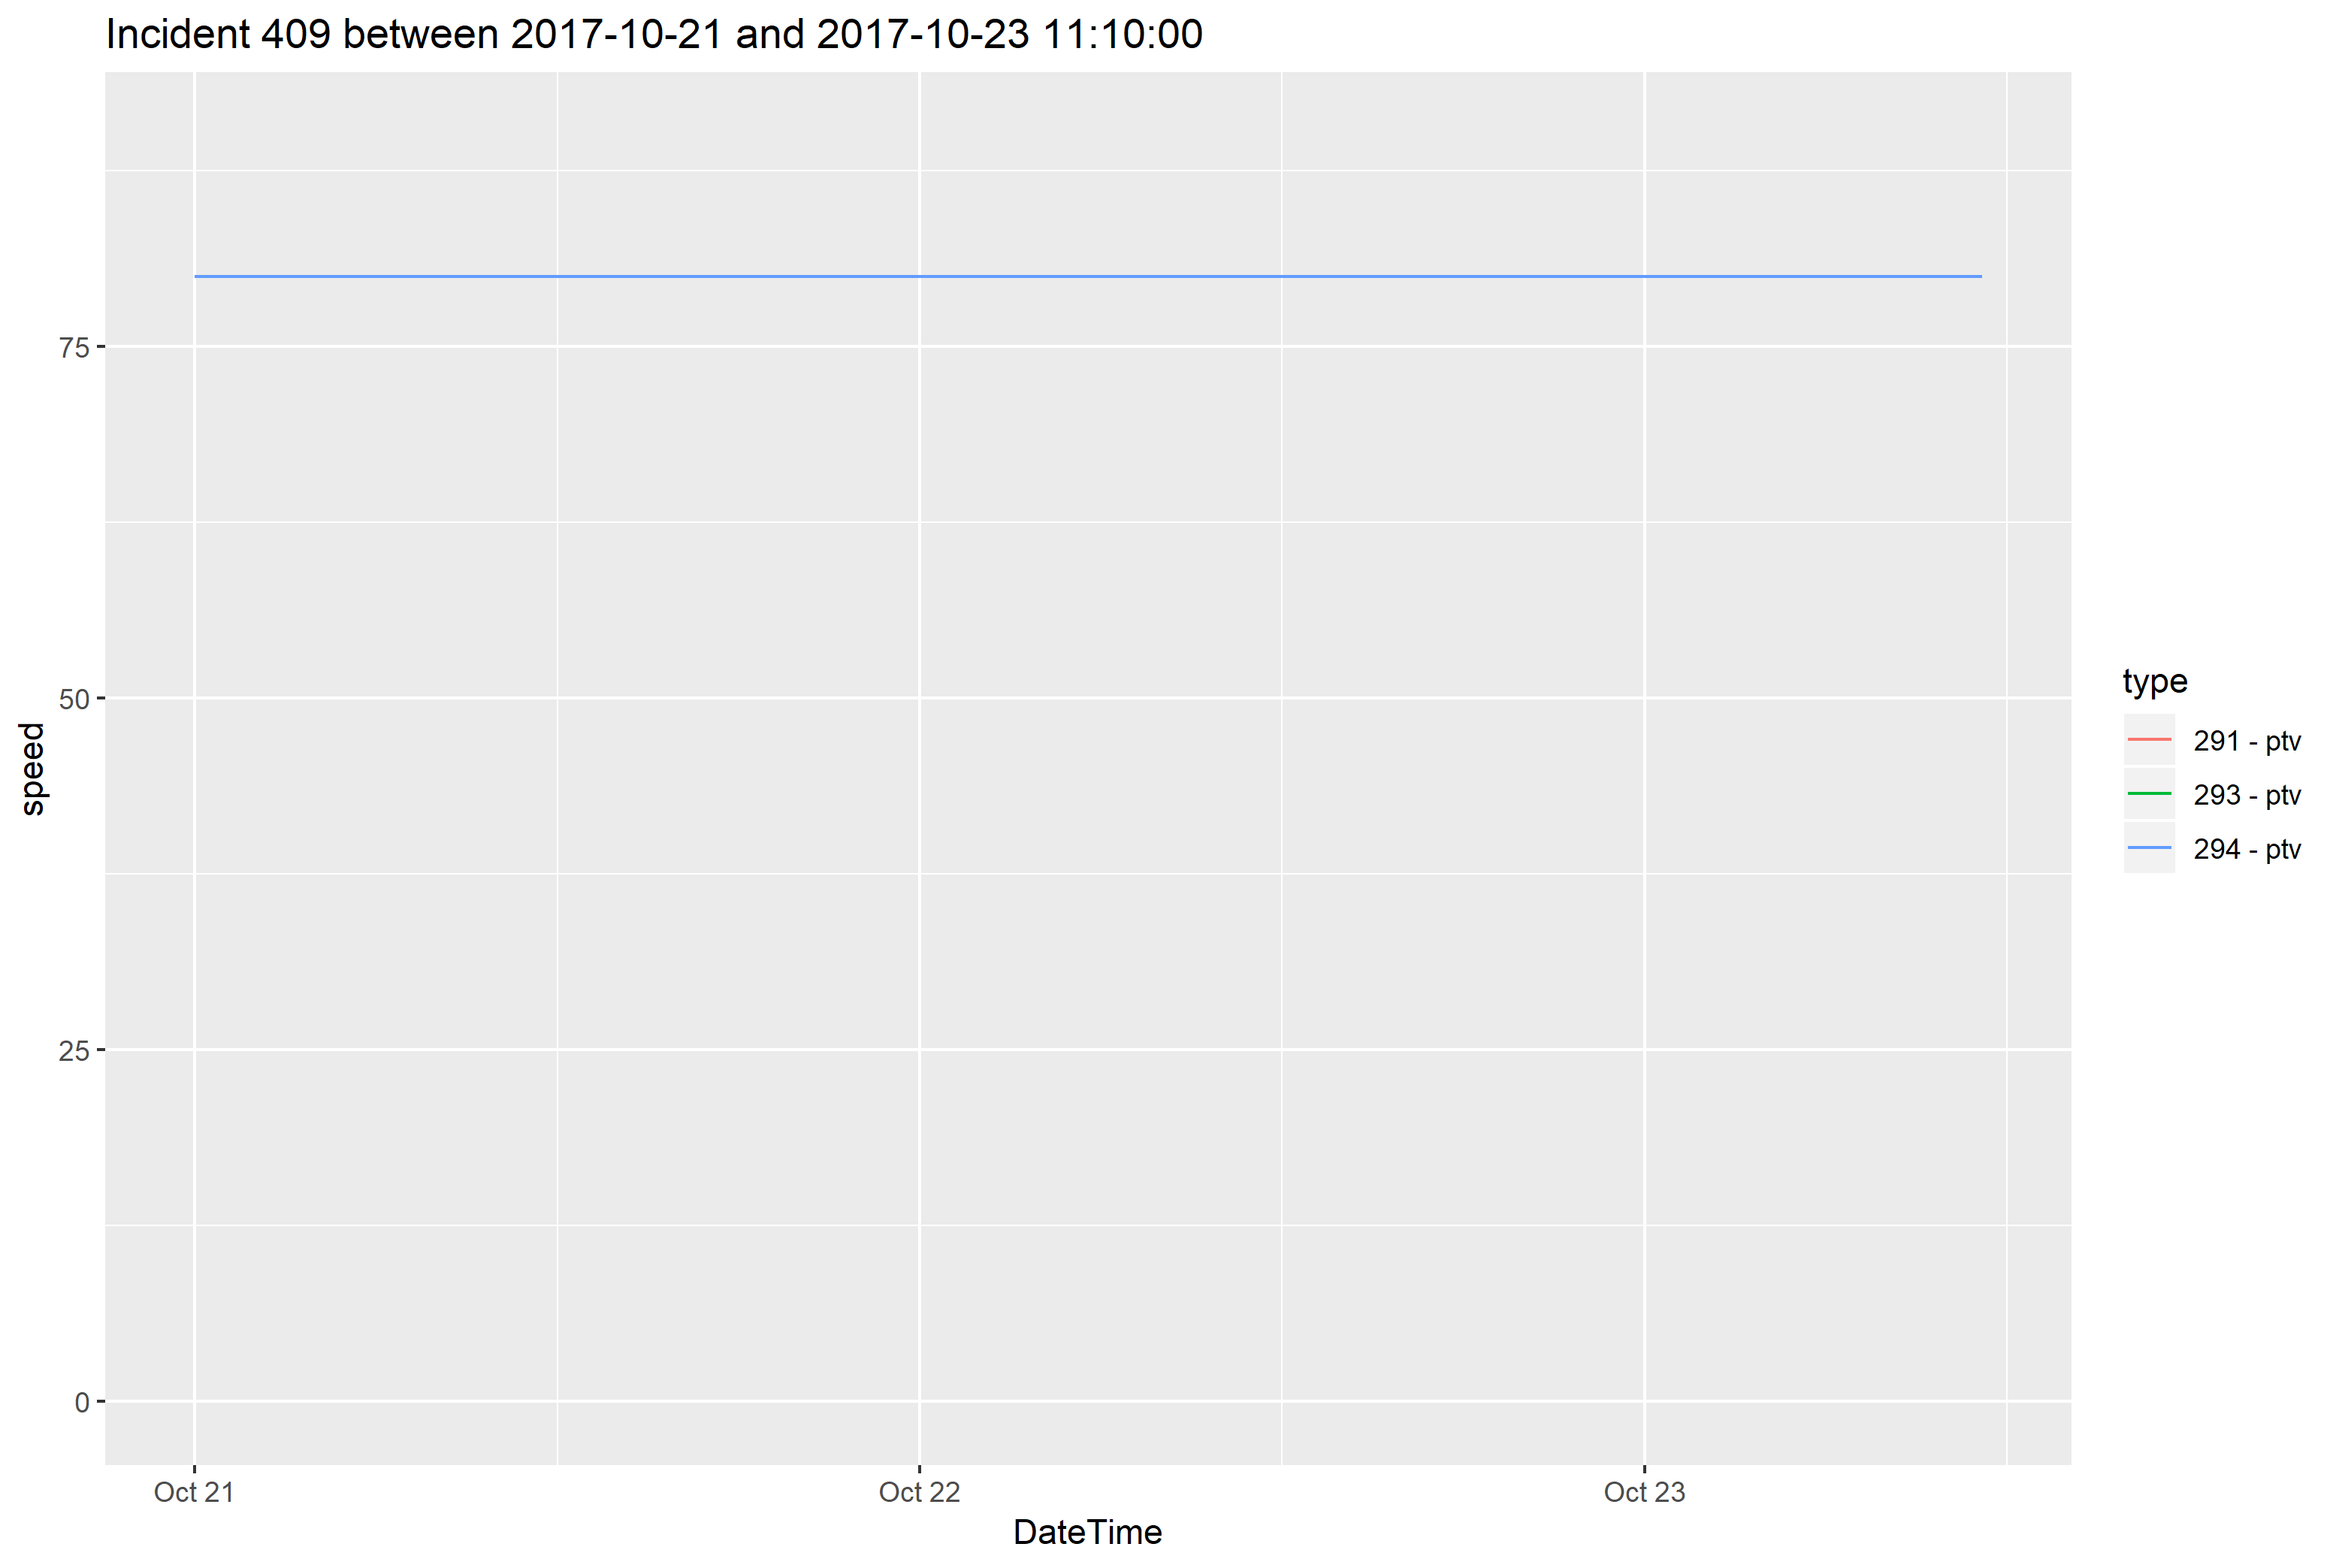 Incident 409 between 2017-10-21 and 2017-10-23 11:10:00
75
50
25
0
speed
Oct 21
Oct 22
Oct 23
DateTime
type
291 - ptv
293 - ptv
294 - ptv